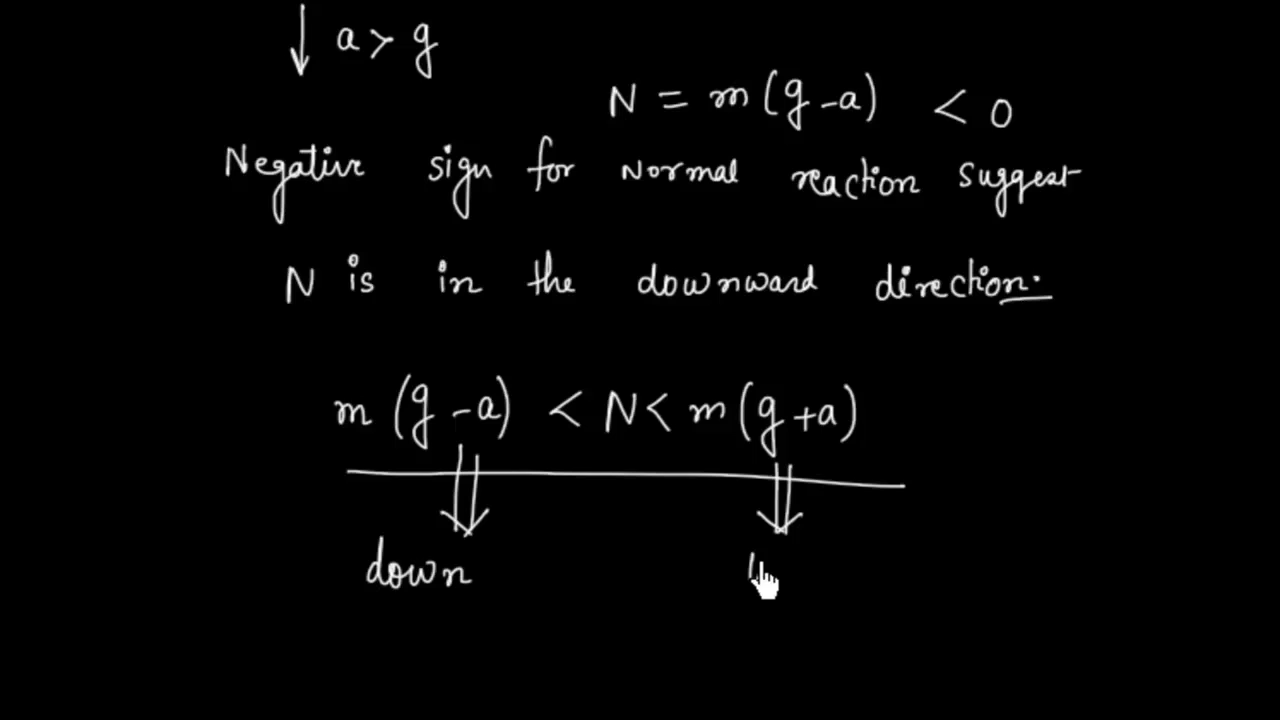 ↓ a > g
N = m(g-a) < 0
Negative sign for Normal reaction suggest
N is in the downward direction.
m(g-a) < N < m(g+a)
down